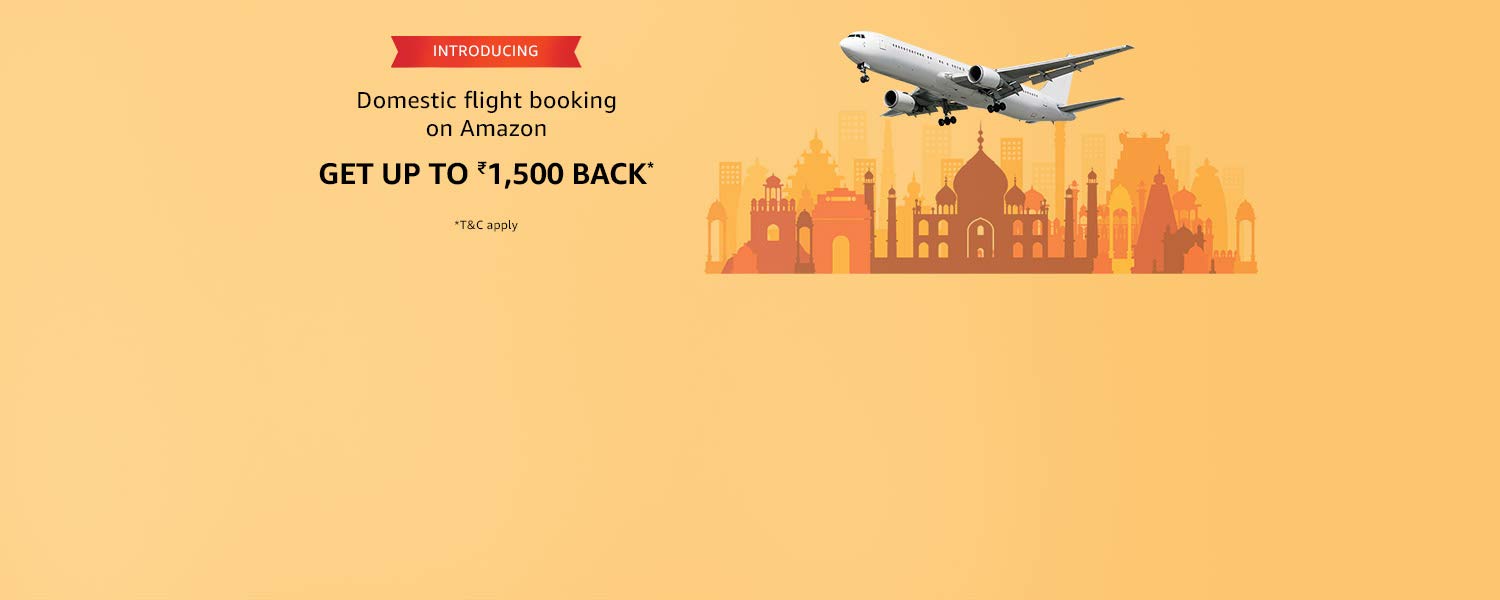 INTRODUCING
Domestic flight booking
on Amazon
GET UP TO ₹1,500 BACK*
*T&C apply